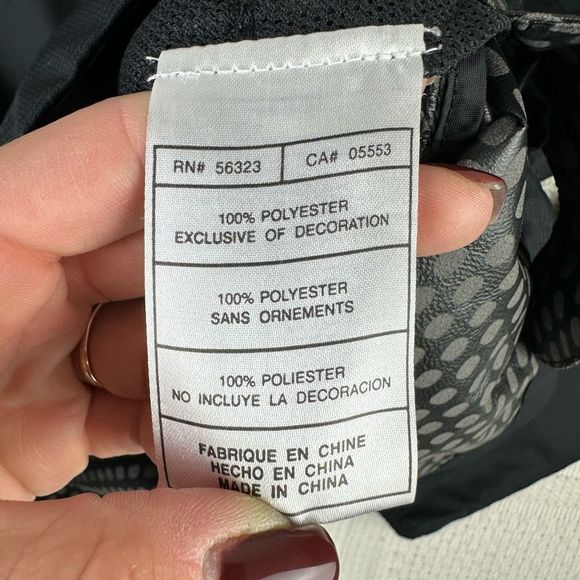 RN# 56323 CA# 05553
100% POLYESTER
EXCLUSIVE OF DECORATION
100% POLYESTER
SANS ORNEMENTS
100% POLIESTER
NO INCLUYE LA DECORACION
FABRIQUE EN CHINE
HECHO EN CHINA
MADE IN CHINA